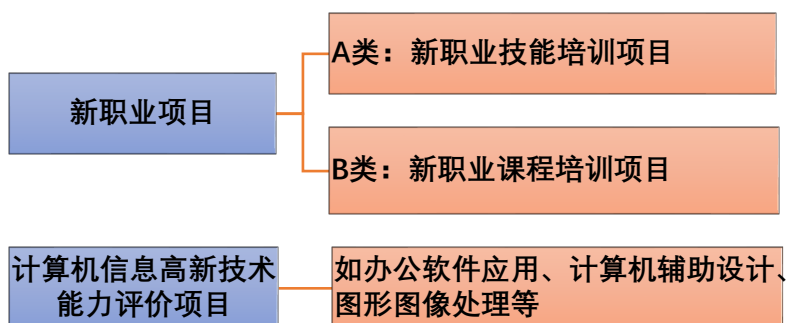 新职业项目
A类：新职业技能培训项目
B类：新职业课程培训项目
计算机信息高新技术
能力评价项目
如办公软件应用、计算机辅助设计、
图形图像处理等